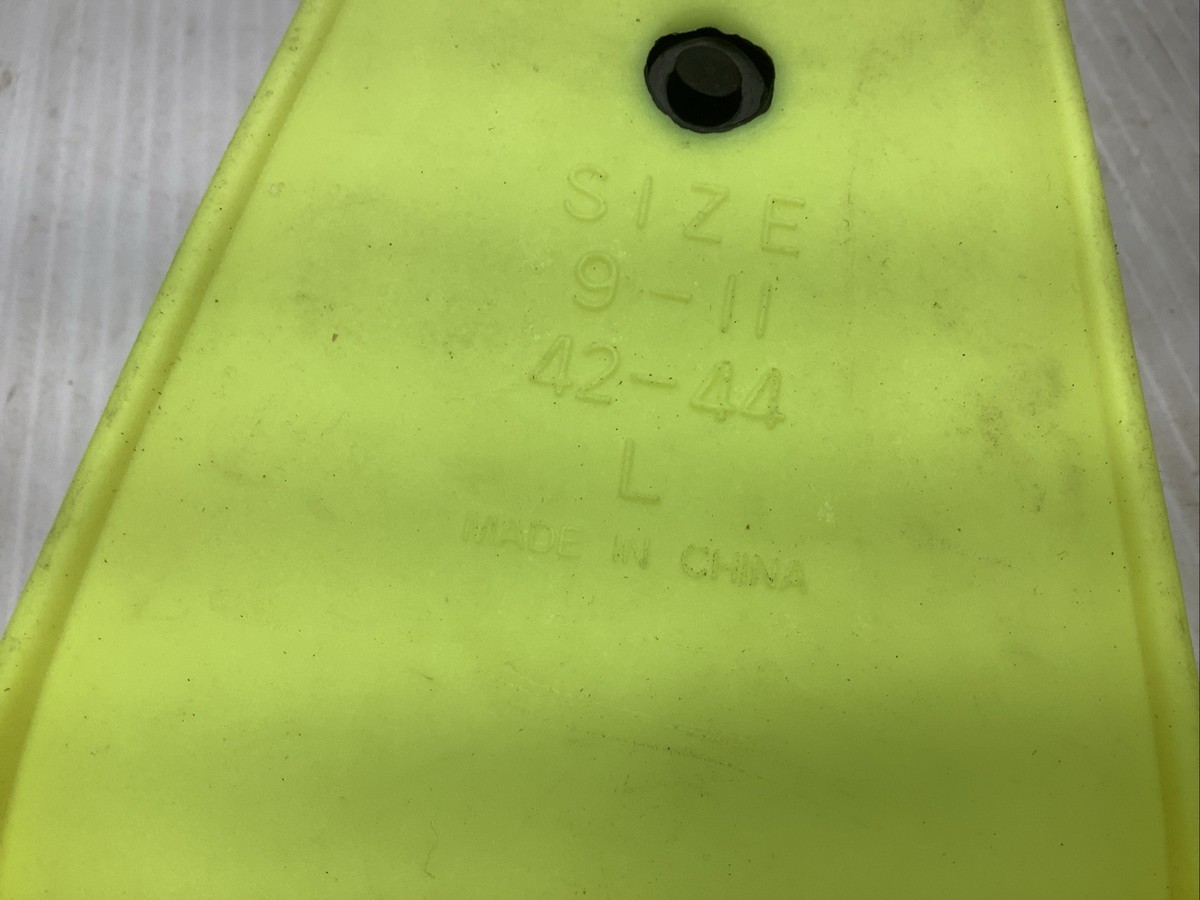 SIZE
9-11
42-44
L
MADE IN CHINA